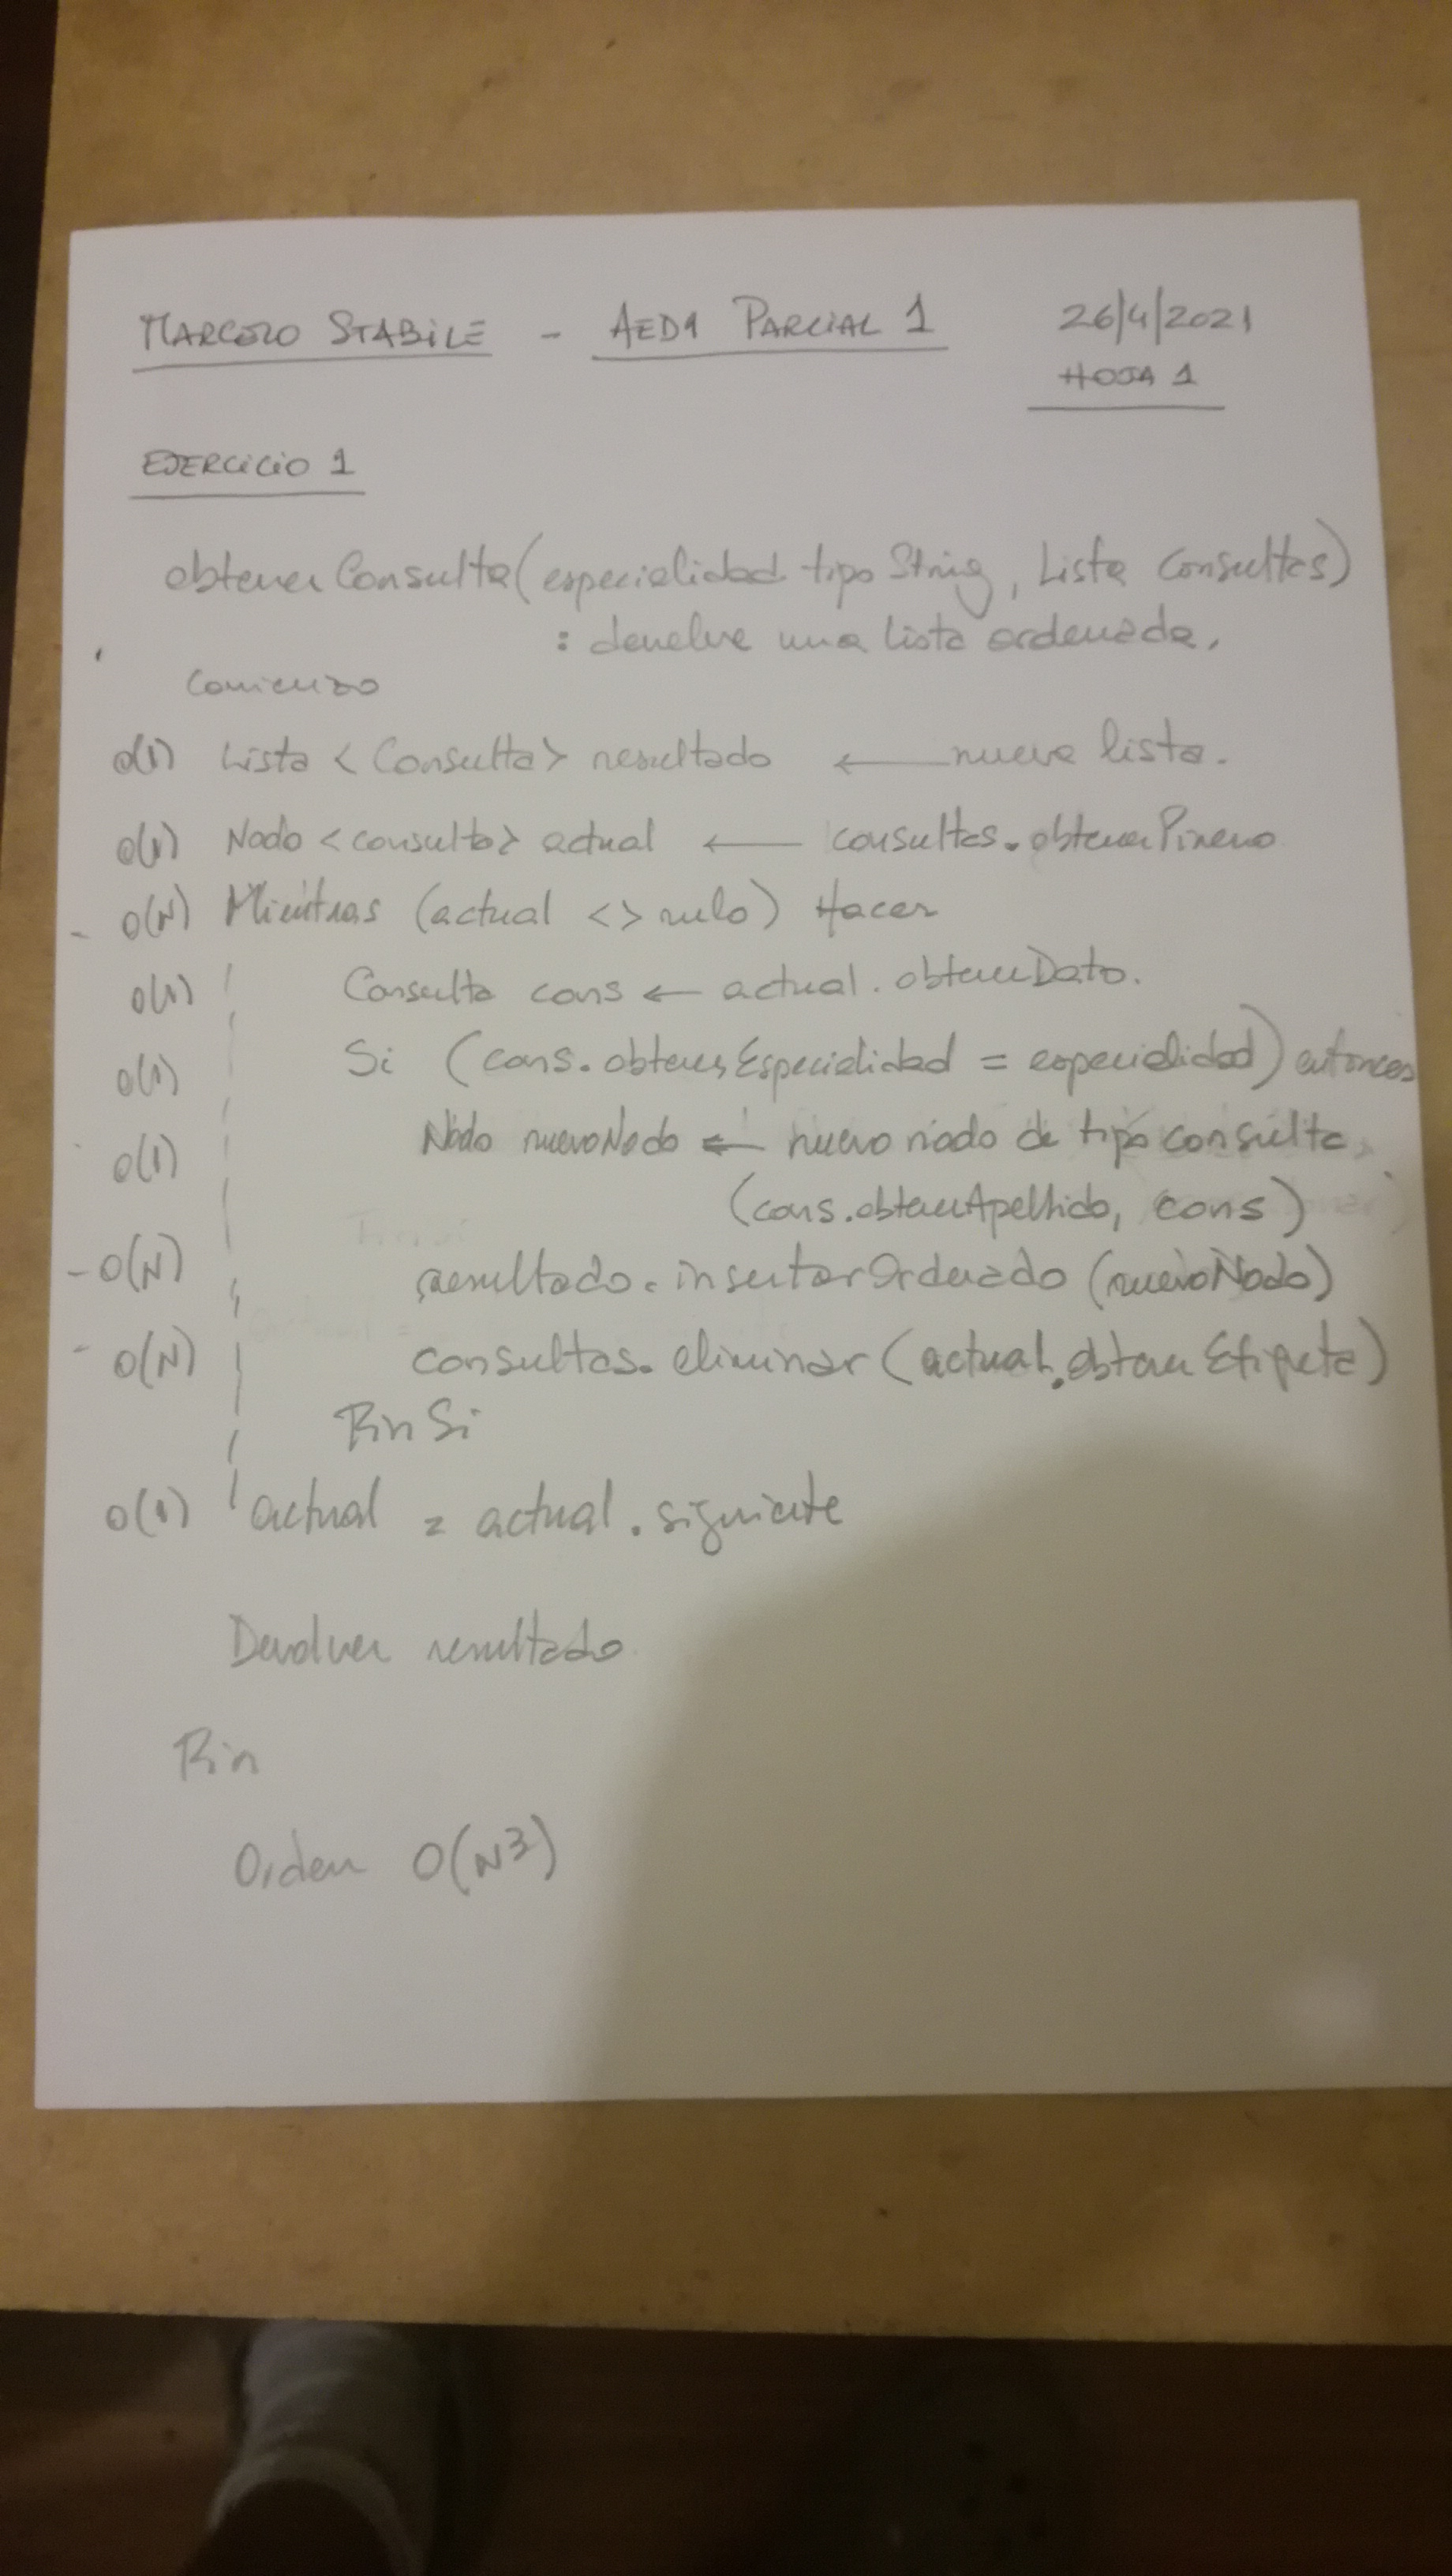 MARCELO STABILE - AED1 PARCIAL 1 26/4/2021
HOJA 1
EJERCICIO 1
obtenerConsulta(especialidad tipo String, Lista consultas)
: devuelve una lista ordenada.
Comienzo
O(1) Lista <Consulta> resultado ← nueva lista.
O(1) Nodo <consulta> actual ← consultas.obtenerPimero
- O(N) Mientras (actual <> nulo) Hacer
O(1) Consulta cons ← actual.obtenerDato.
O(1) Si (cons.obtenerEspecialidad = especialidad) entonces
O(1) Nodo nuevoNodo ← nuevo nodo de tipo consulta
(cons.obtenerApellido, cons)
- O(N) resultado.insertarOrdenado (nuevoNodo)
- O(N) consultas.eliminar (actual.obtenerEtiqueta)
Fin Si
O(1) actual = actual.siguiente
Devolver resultado
Fin
Orden O(N³)